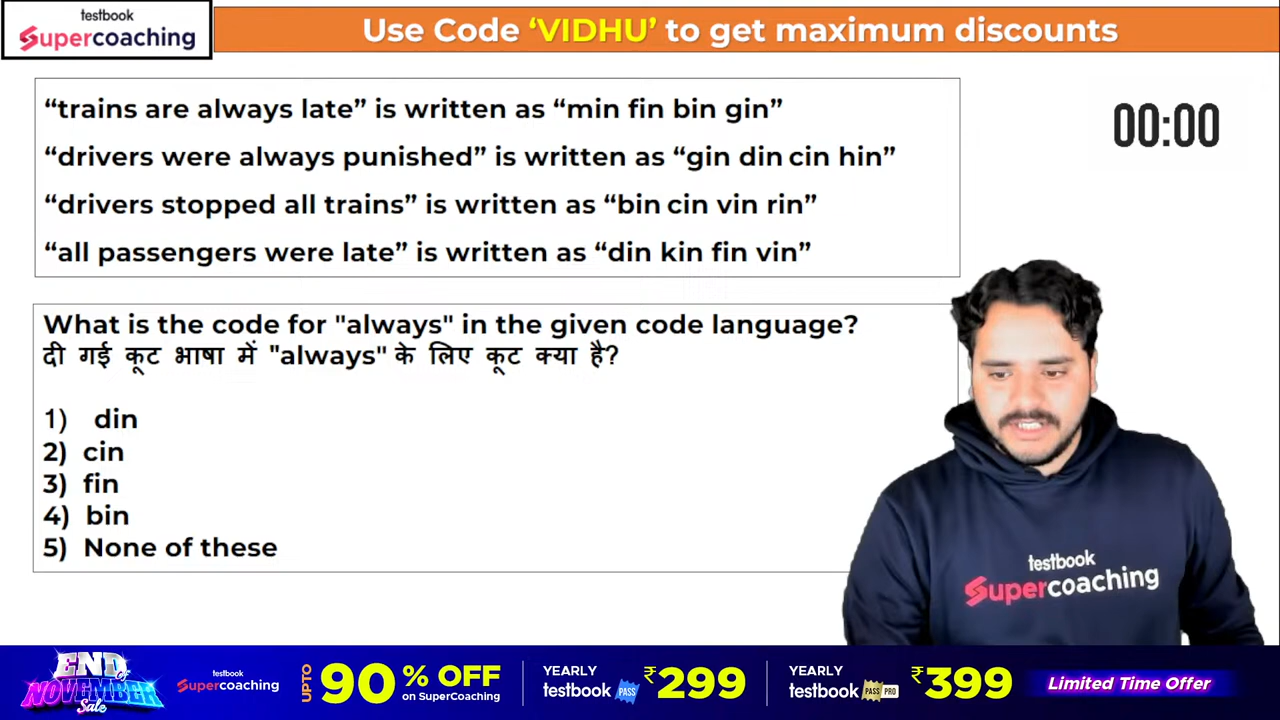 testbook
Supercoaching
Use Code ‘VIDHU’ to get maximum discounts
“trains are always late” is written as “min fin bin gin”
00:00
“drivers were always punished” is written as “gin din cin hin”
“drivers stopped all trains” is written as “bin cin vin rin”
“all passengers were late” is written as “din kin fin vin”
What is the code for "always" in the given code language?
दी गई कूट भाषा में "always" के लिए कूट क्या है?
1) din
2) cin
3) fin
4) bin
5) None of these
testbook
Supercoaching
END OF
NOVEMBER
Sale
testbook
Supercoaching
UPTO 90 % OFF
on SuperCoaching
YEARLY
testbook PASS ₹299
YEARLY
testbook PASS PRO ₹399
Limited Time Offer